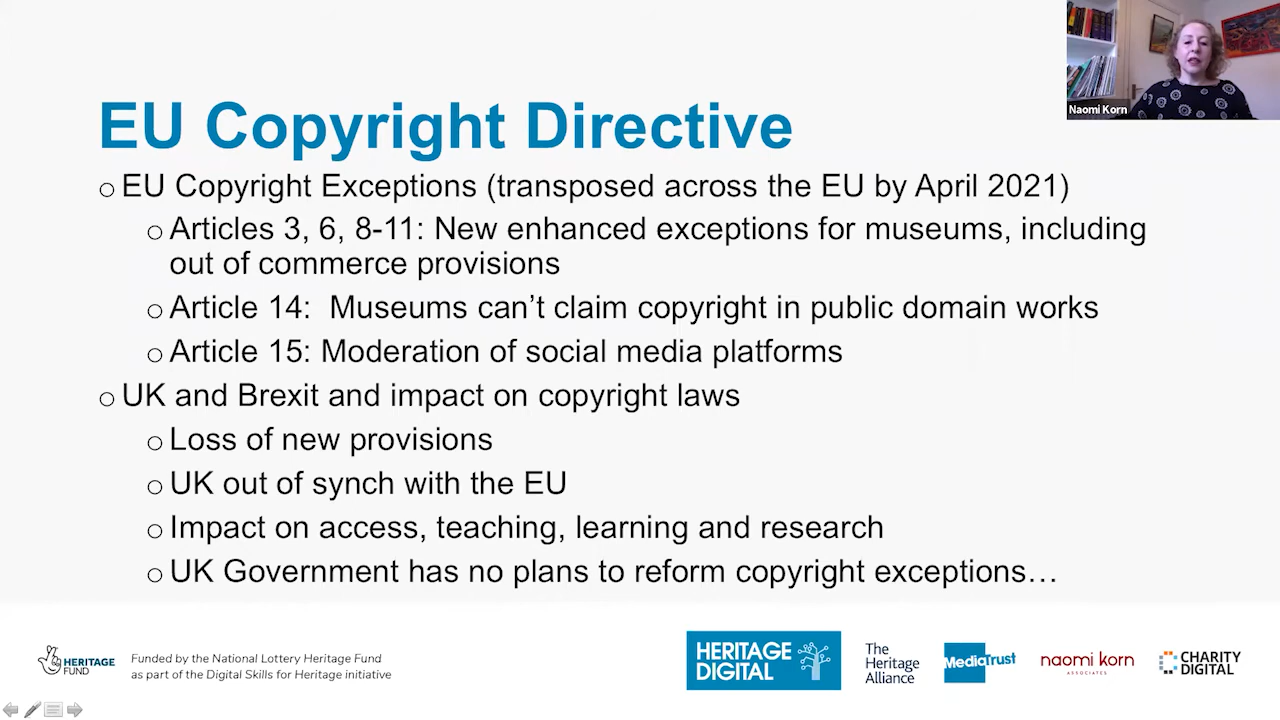 EU Copyright Directive
EU Copyright Exceptions (transposed across the EU by April 2021)
Articles 3, 6, 8-11: New enhanced exceptions for museums, including
out of commerce provisions
Article 14:  Museums can’t claim copyright in public domain works
Article 15: Moderation of social media platforms
UK and Brexit and impact on copyright laws
Loss of new provisions
UK out of synch with the EU
Impact on access, teaching, learning and research
UK Government has no plans to reform copyright exceptions…
Naomi Korn
HERITAGE
FUND
Funded by the National Lottery Heritage Fund
as part of the Digital Skills for Heritage initiative
HERITAGE
DIGITAL
The
Heritage
Alliance
MediaTrust
naomi korn
ASSOCIATES
CHARITY
DIGITAL